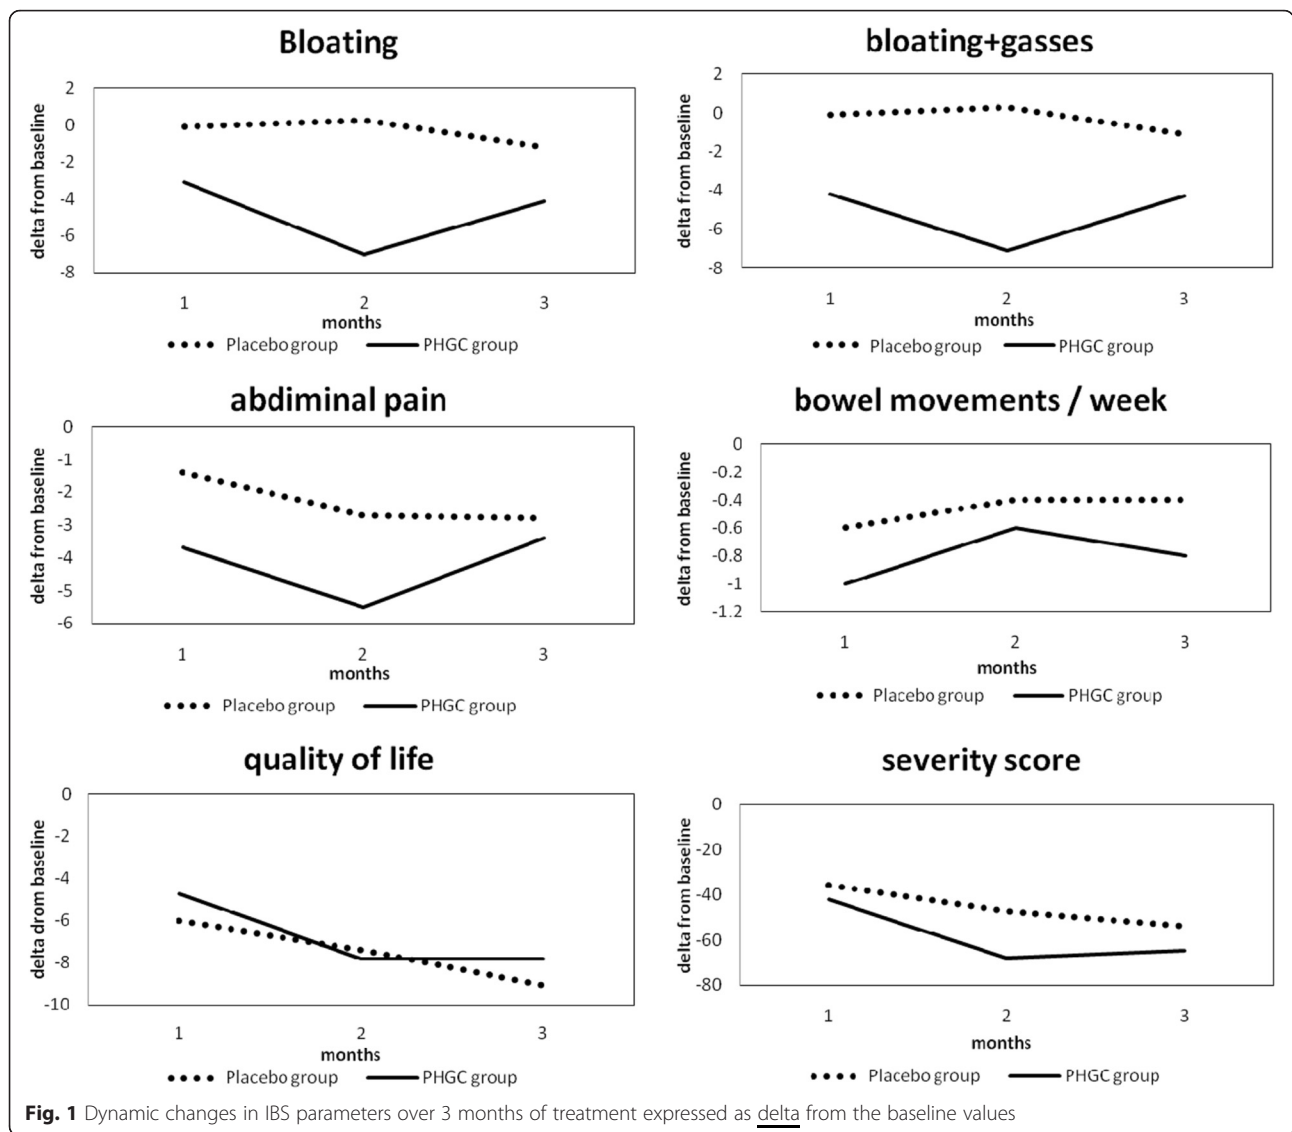 Bloating
delta from baseline
2
0
-2
-4
-6
-8
1 2 3
months
Placebo group PHGC group
bloating+gasses
delta from baseline
2
0
-2
-4
-6
-8
1 2 3
months
Placebo group PHGC group
abdiminal pain
delta from baseline
0
-1
-2
-3
-4
-5
-6
1 2 3
months
Placebo group PHGC group
bowel movements / week
delta from baseline
0
-0.2
-0.4
-0.6
-0.8
-1
-1.2
1 2 3
months
Placebo group PHGC group
quality of life
delta drom baseline
0
-2
-4
-6
-8
-10
1 2 3
months
Placebo group PHGC group
severity score
delta from baseline
0
-20
-40
-60
-80
1 2 3
months
Placebo group PHGC group
Fig. 1 Dynamic changes in IBS parameters over 3 months of treatment expressed as delta from the baseline values